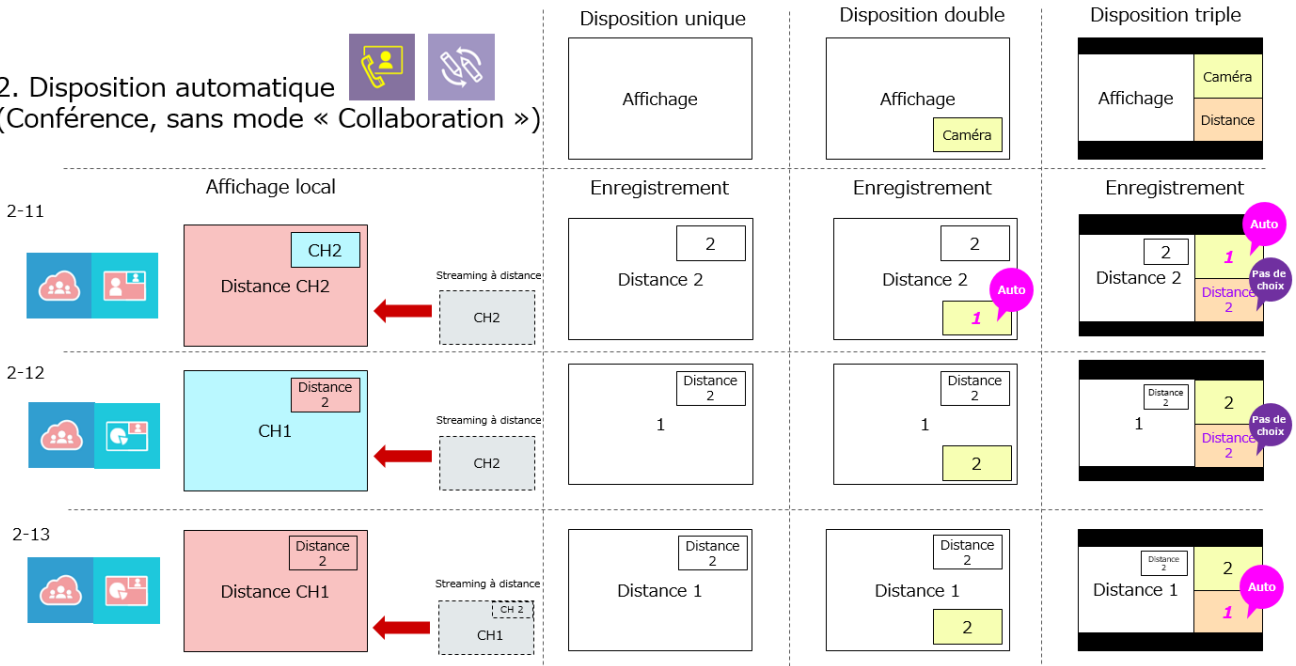 Disposition unique
Disposition double
Disposition triple
2. Disposition automatique
(Conférence, sans mode « Collaboration »)
Affichage
Affichage
Caméra
Affichage
Caméra
Distance
Affichage local
Enregistrement
Enregistrement
Enregistrement
2-11
CH2
Distance CH2
Streaming à distance
CH2
2
Distance 2
2
Distance 2
Auto
1
Auto
2
Distance 2
1
Pas de
choix
Distance
2
2-12
Distance
2
CH1
Streaming à distance
CH2
Distance
2
1
Distance
2
1
2
Distance
2
1
2
Pas de
choix
Distance
2
2-13
Distance
2
Distance CH1
Streaming à distance
CH 2
CH1
Distance
2
Distance 1
Distance
2
Distance 1
2
Distance
2
Distance 1
2
Auto
1